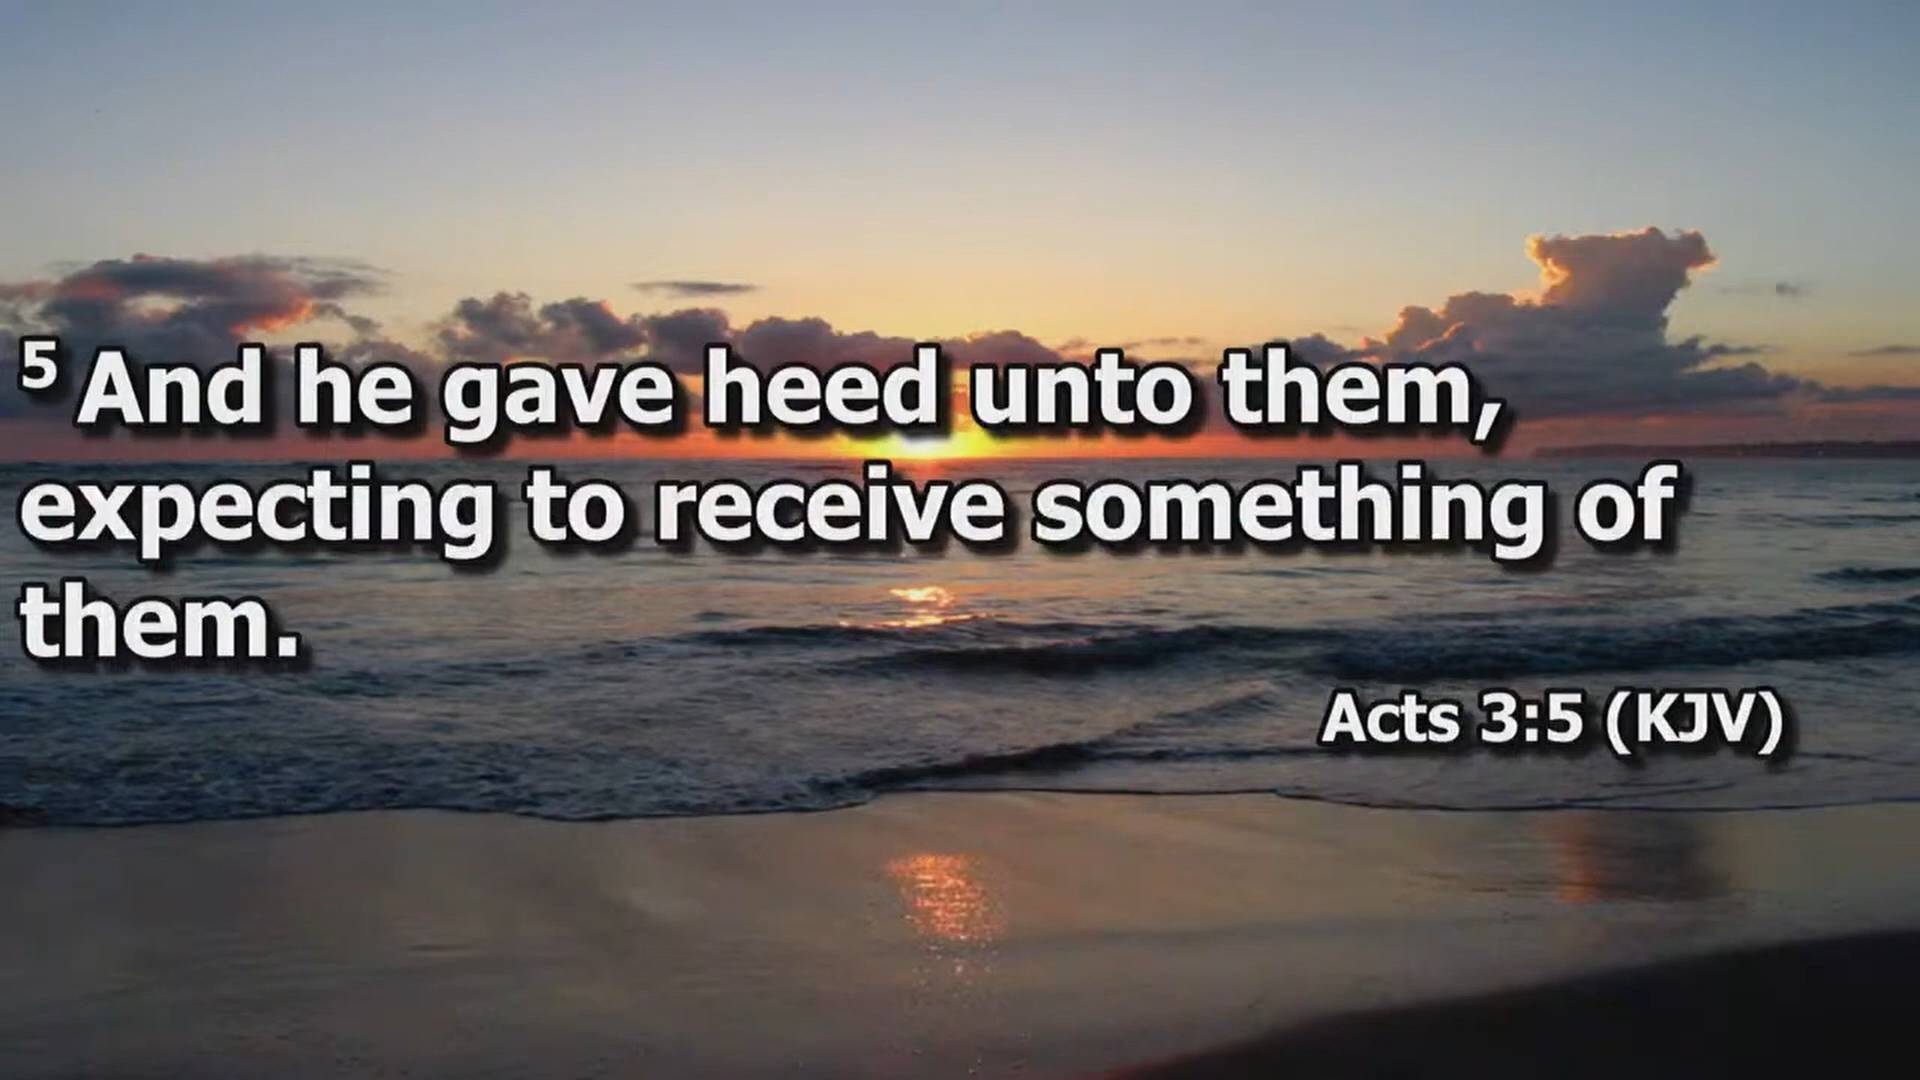 5 And he gave heed unto them,
expecting to receive something of
them.
Acts 3:5 (KJV)